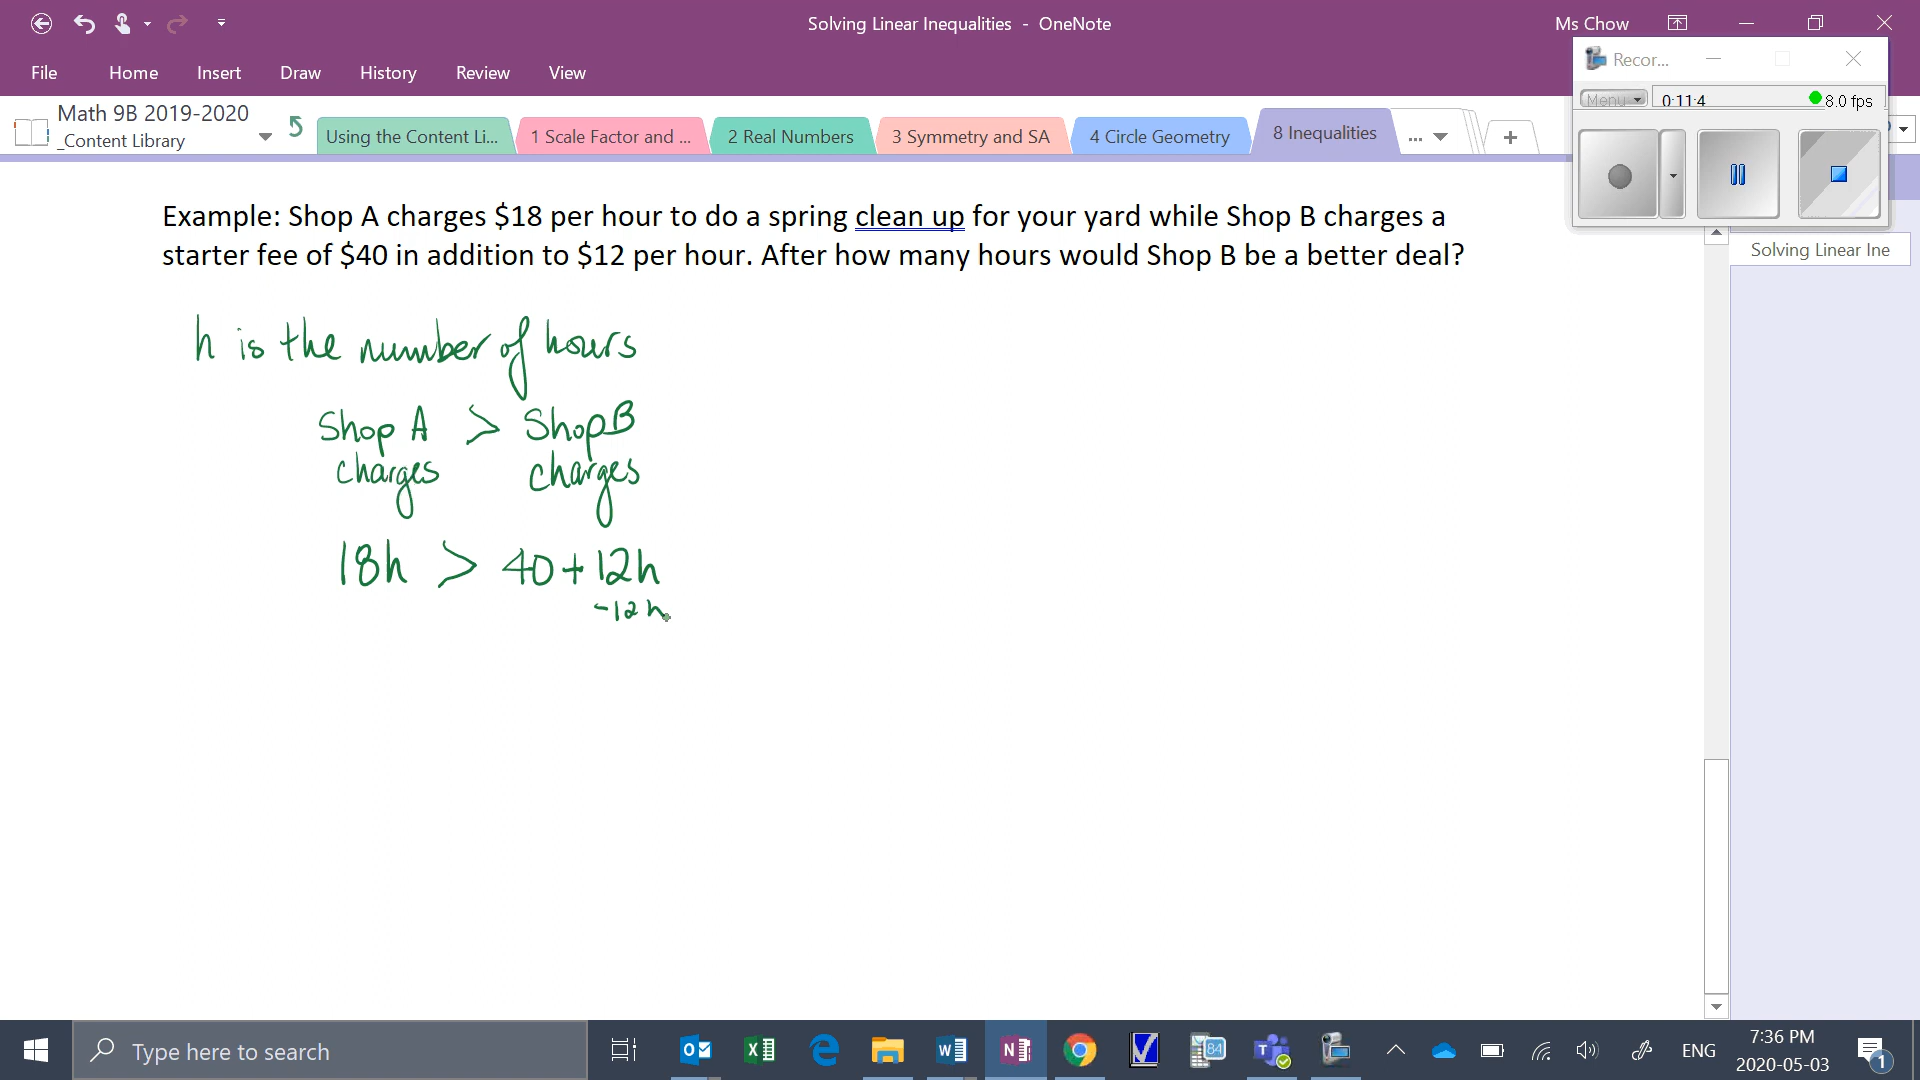 Solving Linear Inequalities - OneNote
Ms Chow
File Home Insert Draw History Review View
Recor...
Menu 0:11:4 8.0 fps
Math 9B 2019-2020
_Content Library
Using the Content Li... 1 Scale Factor and ... 2 Real Numbers 3 Symmetry and SA 4 Circle Geometry 8 Inequalities ... +
Solving Linear Ine
Example: Shop A charges $18 per hour to do a spring clean up for your yard while Shop B charges a
starter fee of $40 in addition to $12 per hour. After how many hours would Shop B be a better deal?
h is the number of hours
Shop A > Shop B
charges charges
18h > 40+12h
-12h
Type here to search
84
ENG
7:36 PM
2020-05-03
1